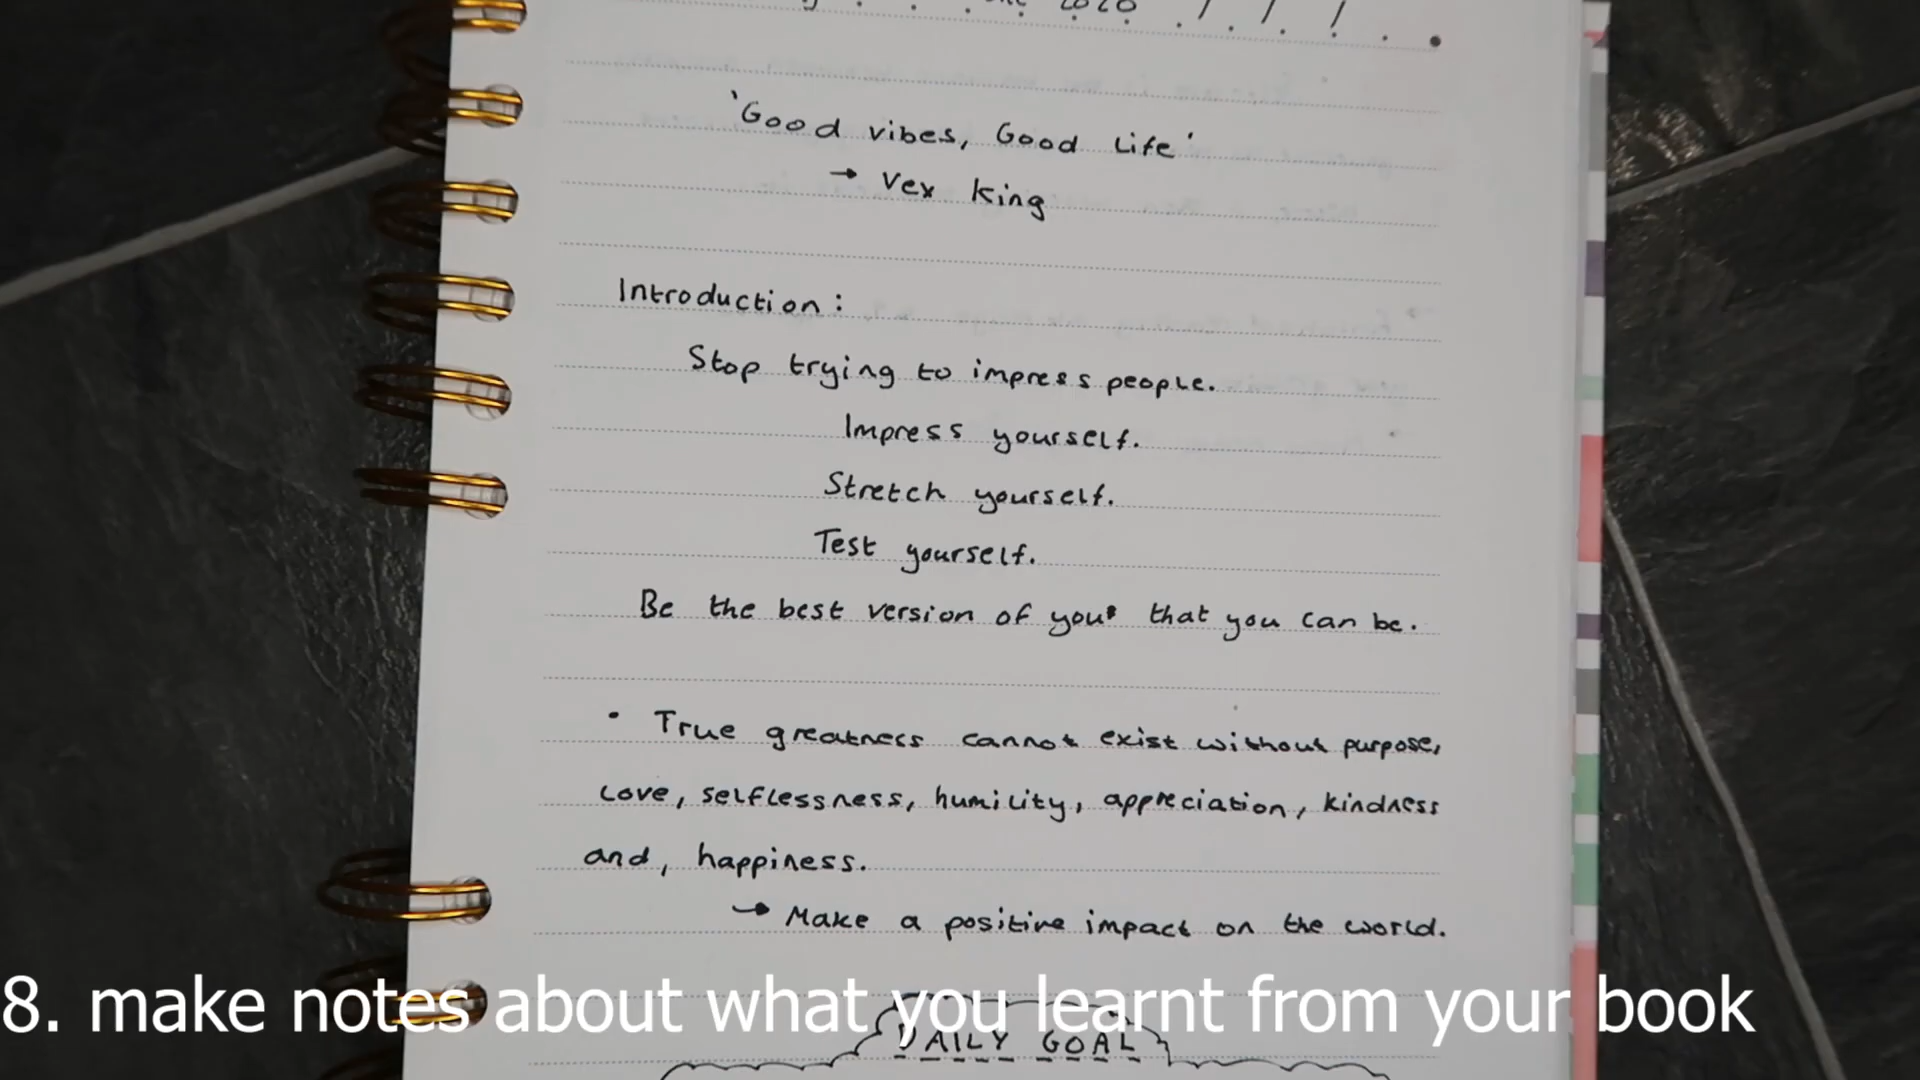 2020
'Good vibes, Good Life'
→ Vex King
Introduction:
Stop trying to impress people.
Impress yourself.
Stretch yourself.
Test yourself.
Be the best version of you that you can be.
• True greatness cannot exist without purpose,
love, selflessness, humility, appreciation, kindness
and, happiness.
→ Make a positive impact on the world.
8. make notes about what you learnt from your book
DAILY GOAL